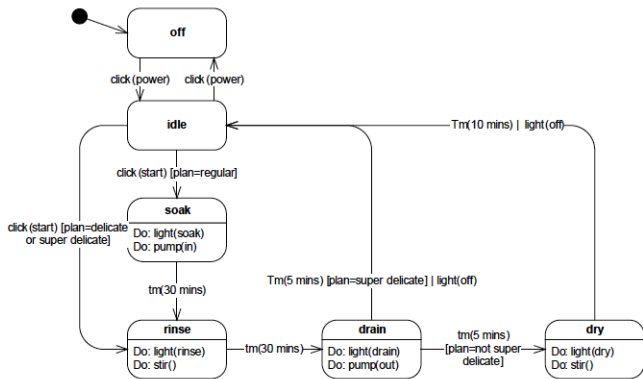 off
click(power)
click(power)
idle
Tm(10 mins) | light(off)
click(start) [plan=regular]
soak
Do: light(soak)
Do: pump(in)
click(start) [plan=delicate
or super delicate]
Tm(5 mins) [plan=super delicate] | light(off)
tm(30 mins)
rinse
Do: light(rinse)
Do: stir()
tm(30 mins)
drain
Do: light(drain)
Do: pump(out)
tm(5 mins)
[plan=not super
delicate]
dry
Do: light(dry)
Do: stir()